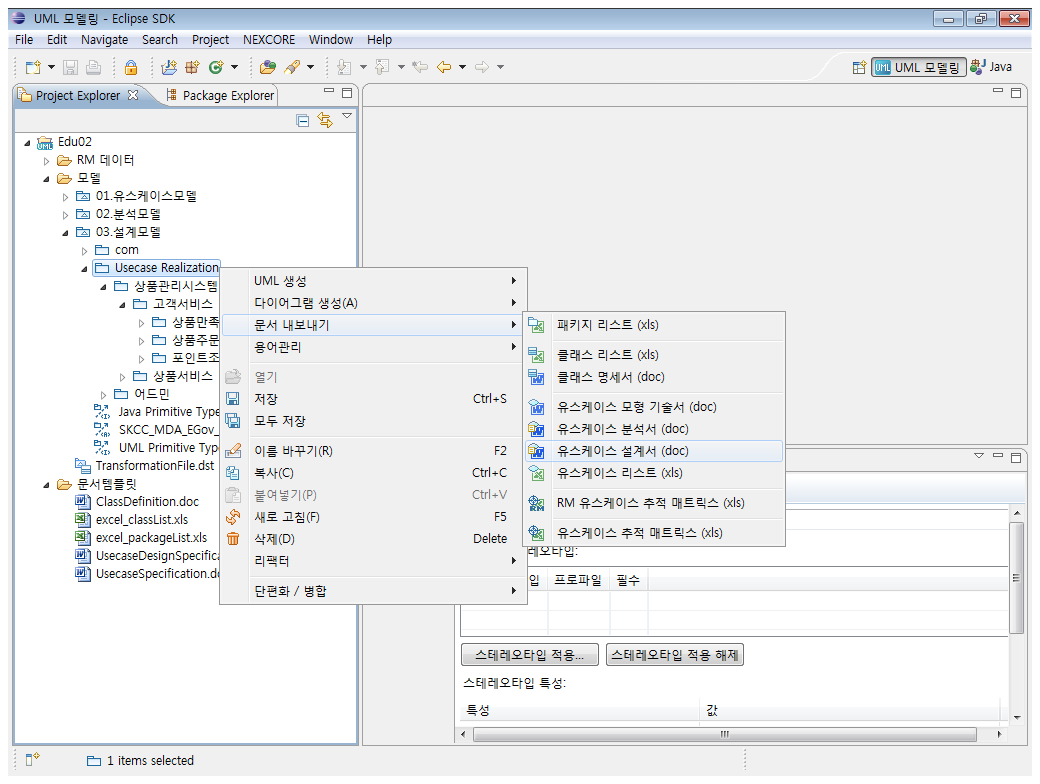 UML 모델링 - Eclipse SDK
File Edit Navigate Search Project NEXCORE Window Help
UML 모델링 Java
Project Explorer Package Explorer
Edu02
RM 데이터
모델
01.유스케이스모델
02.분석모델
03.설계모델
com
Usecase Realization
상품관리시스템
고객서비스
상품만족
상품주문
포인트조
상품서비스
어드민
Java Primitive Type
SKCC_MDA_EGov_
UML Primitive Typ
TransformationFile.dst
문서템플릿
ClassDefinition.doc
excel_classList.xls
excel_packageList.xls
UsecaseDesignSpecifica
UsecaseSpecification.do
UML 생성
다이어그램 생성(A)
문서 내보내기
용어관리
열기
저장 Ctrl+S
모두 저장
이름 바꾸기(R) F2
복사(C) Ctrl+C
붙여넣기(P) Ctrl+V
새로 고침(F) F5
삭제(D) Delete
리팩터
단편화 / 병합
패키지 리스트 (xls)
클래스 리스트 (xls)
클래스 명세서 (doc)
유스케이스 모형 기술서 (doc)
유스케이스 분석서 (doc)
유스케이스 설계서 (doc)
유스케이스 리스트 (xls)
RM 유스케이스 추적 매트릭스 (xls)
유스케이스 추적 매트릭스 (xls)
레오타입:
입 프로파일 필수
스테레오타입 적용... 스테레오타입 적용 해제
스테레오타입 특성:
특성 값
1 items selected